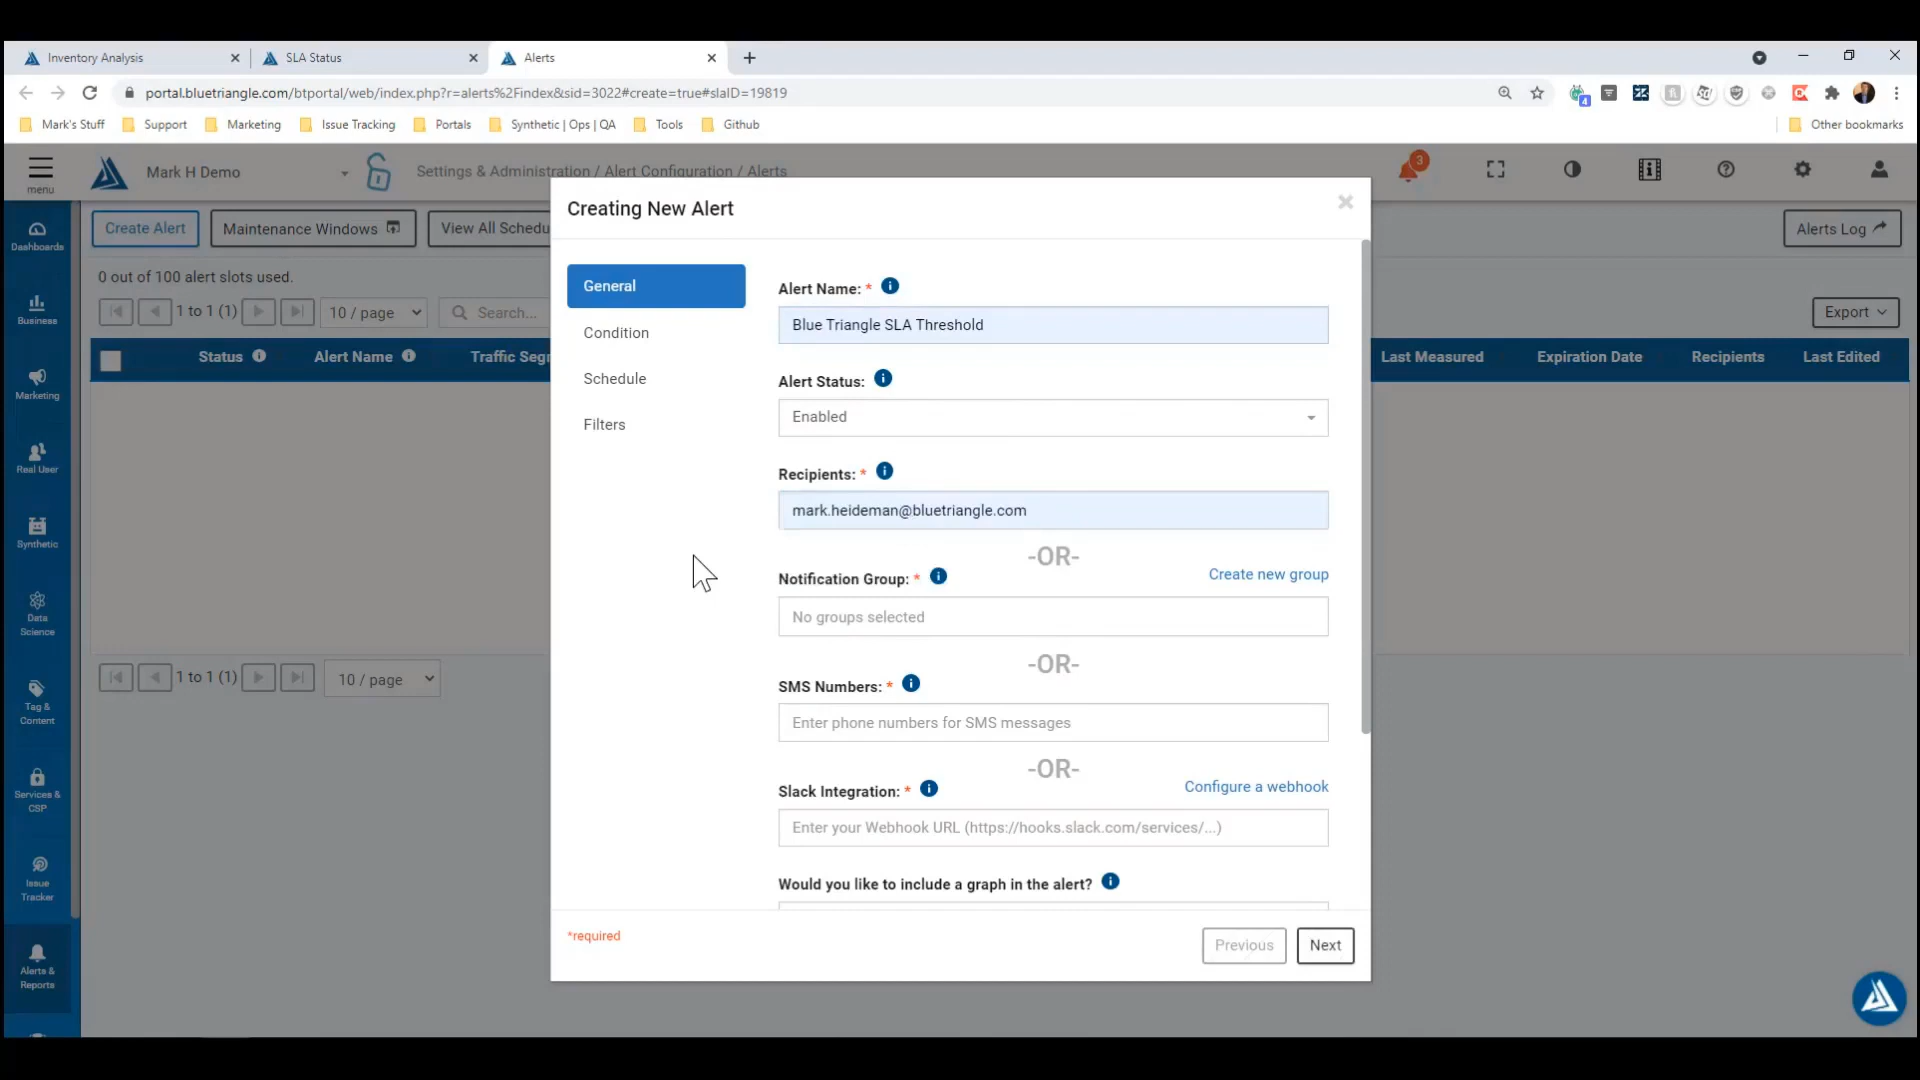 Inventory Analysis
SLA Status
Alerts
portal.bluetriangle.com/btportal/web/index.php?r=alerts%2Findex&sid=3022#create=true#slaID=19819
4
Mark's Stuff
Support
Marketing
Issue Tracking
Portals
Synthetic | Ops | QA
Tools
Github
Other bookmarks
menu
Mark H Demo
Settings & Administration / Alert Configuration / Alerts
3
Dashboards
Business
Marketing
Real User
Synthetic
Data
Science
Tag &
Content
Services &
CSP
Issue
Tracker
Alerts &
Reports
Create Alert
Maintenance Windows
View All Schedu
Alerts Log
0 out of 100 alert slots used.
1 to 1 (1)
10 / page
Search...
Export
Status
Alert Name
Traffic Segm
Last Measured
Expiration Date
Recipients
Last Edited
1 to 1 (1)
10 / page
Creating New Alert
General
Condition
Schedule
Filters
Alert Name: *
Blue Triangle SLA Threshold
Alert Status:
Enabled
Recipients: *
mark.heideman@bluetriangle.com
-OR-
Notification Group: *
Create new group
No groups selected
-OR-
SMS Numbers: *
Enter phone numbers for SMS messages
-OR-
Slack Integration: *
Configure a webhook
Enter your Webhook URL (https://hooks.slack.com/services/...)
Would you like to include a graph in the alert?
*required
Previous
Next